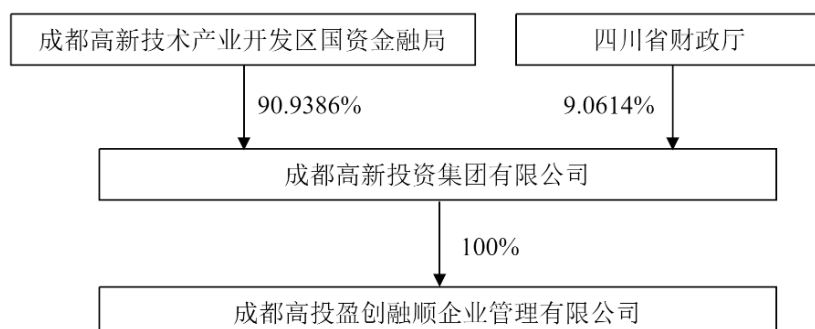 成都高新技术产业开发区国资金融局
四川省财政厅
90.9386%
9.0614%
成都高新投资集团有限公司
100%
成都高投盈创融顺企业管理有限公司